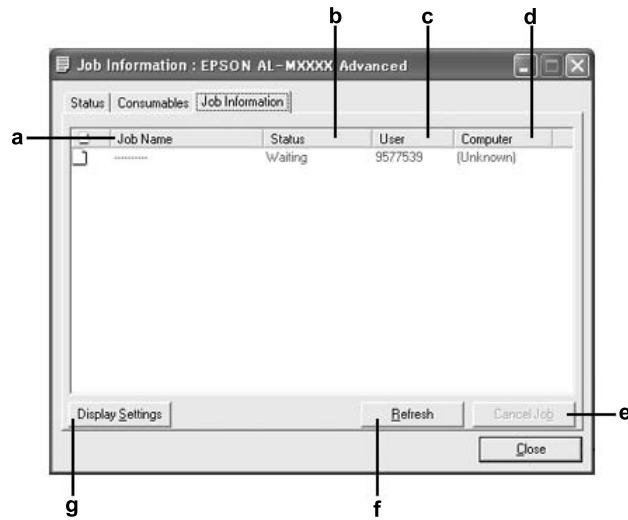 b c d
Job Information : EPSON AL-MXXXX Advanced
Status Consumables Job Information
a Job Name Status User Computer
--------- Waiting 9577539 (Unknown)
Display Settings Refresh Cancel Job e
Close
g f